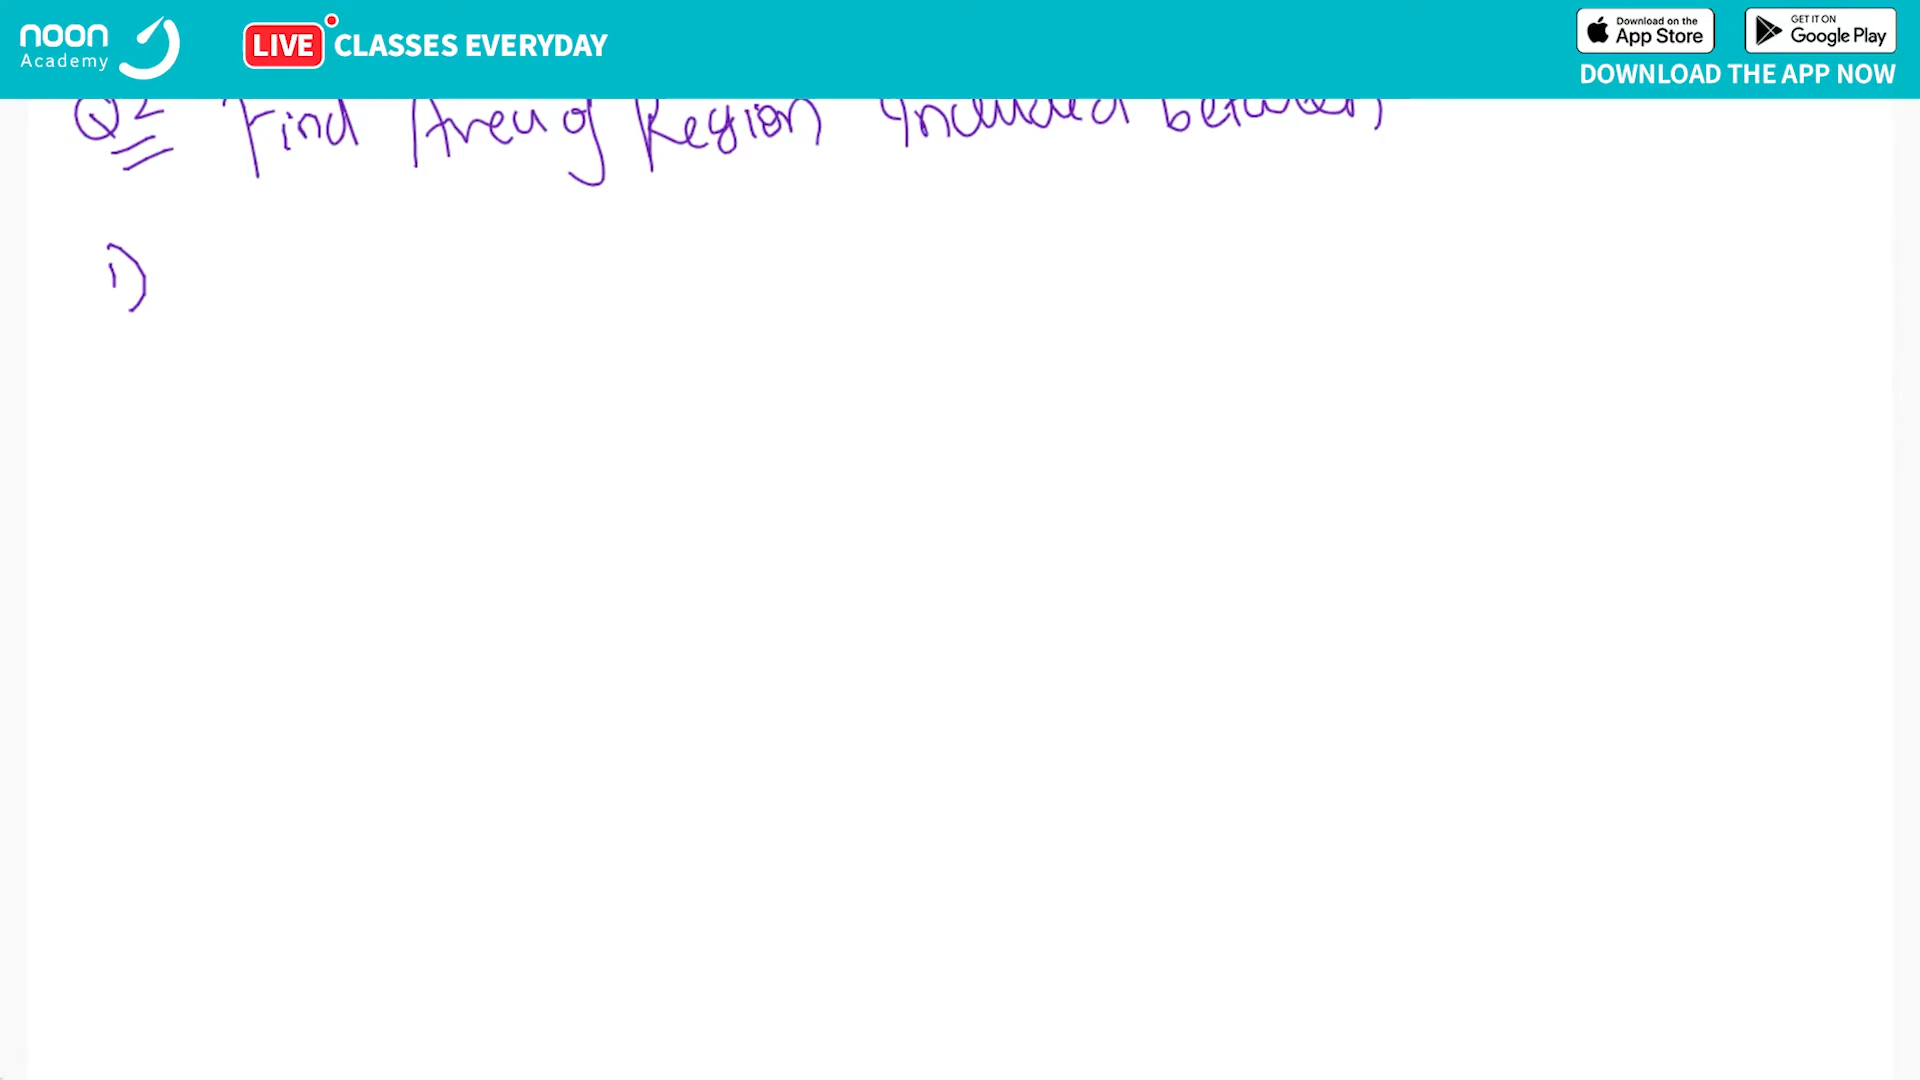 noon
Academy
LIVE CLASSES EVERYDAY
Download on the
App Store
GET IT ON
Google Play
DOWNLOAD THE APP NOW
Q2 Find Area of Region included between
1)